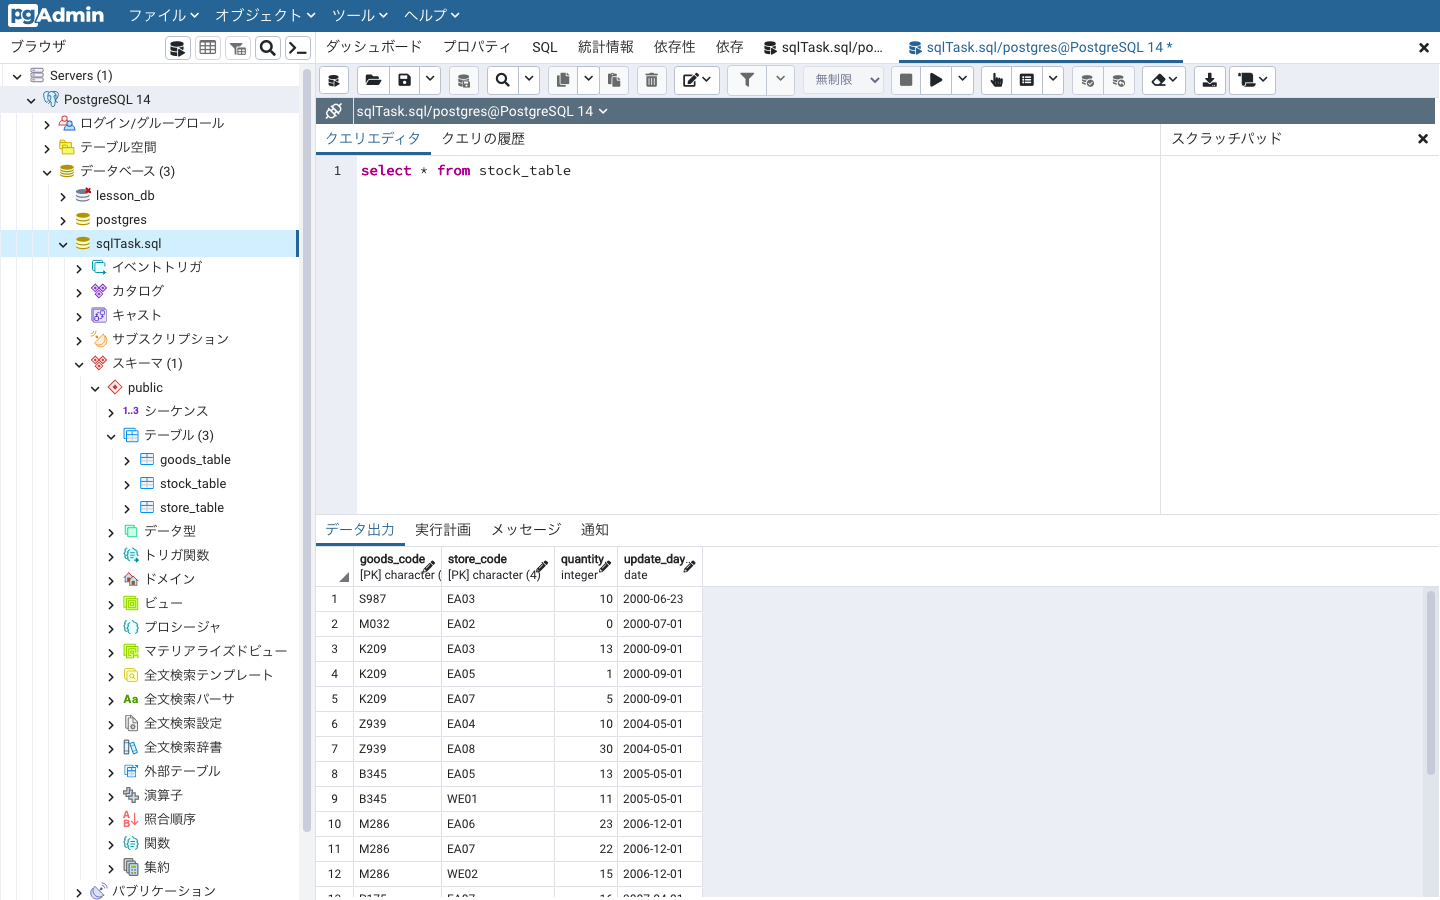 pgAdmin
ファイル オブジェクト ツール ヘルプ
ブラウザ
ダッシュボード プロパティ SQL 統計情報 依存性 依存 sqlTask.sql/po... sqlTask.sql/postgres@PostgreSQL 14 *
Servers (1)
PostgreSQL 14
ログイン/グループロール
テーブル空間
データベース (3)
lesson_db
postgres
sqlTask.sql
イベントトリガ
カタログ
キャスト
サブスクリプション
スキーマ (1)
public
1..3 シーケンス
テーブル (3)
goods_table
stock_table
store_table
データ型
トリガ関数
ドメイン
ビュー
プロシージャ
マテリアライズドビュー
全文検索テンプレート
Aa 全文検索パーサ
全文検索設定
全文検索辞書
外部テーブル
演算子
照合順序
関数
集約
パブリケーション
無制限
sqlTask.sql/postgres@PostgreSQL 14
クエリエディタ クエリの履歴
スクラッチパッド
1 select * from stock_table
データ出力 実行計画 メッセージ 通知
goods_code store_code quantity update_day
[PK] character ( [PK] character (4) integer date
1 S987 EA03 10 2000-06-23
2 M032 EA02 0 2000-07-01
3 K209 EA03 13 2000-09-01
4 K209 EA05 1 2000-09-01
5 K209 EA07 5 2000-09-01
6 Z939 EA04 10 2004-05-01
7 Z939 EA08 30 2004-05-01
8 B345 EA05 13 2005-05-01
9 B345 WE01 11 2005-05-01
10 M286 EA06 23 2006-12-01
11 M286 EA07 22 2006-12-01
12 M286 WE02 15 2006-12-01